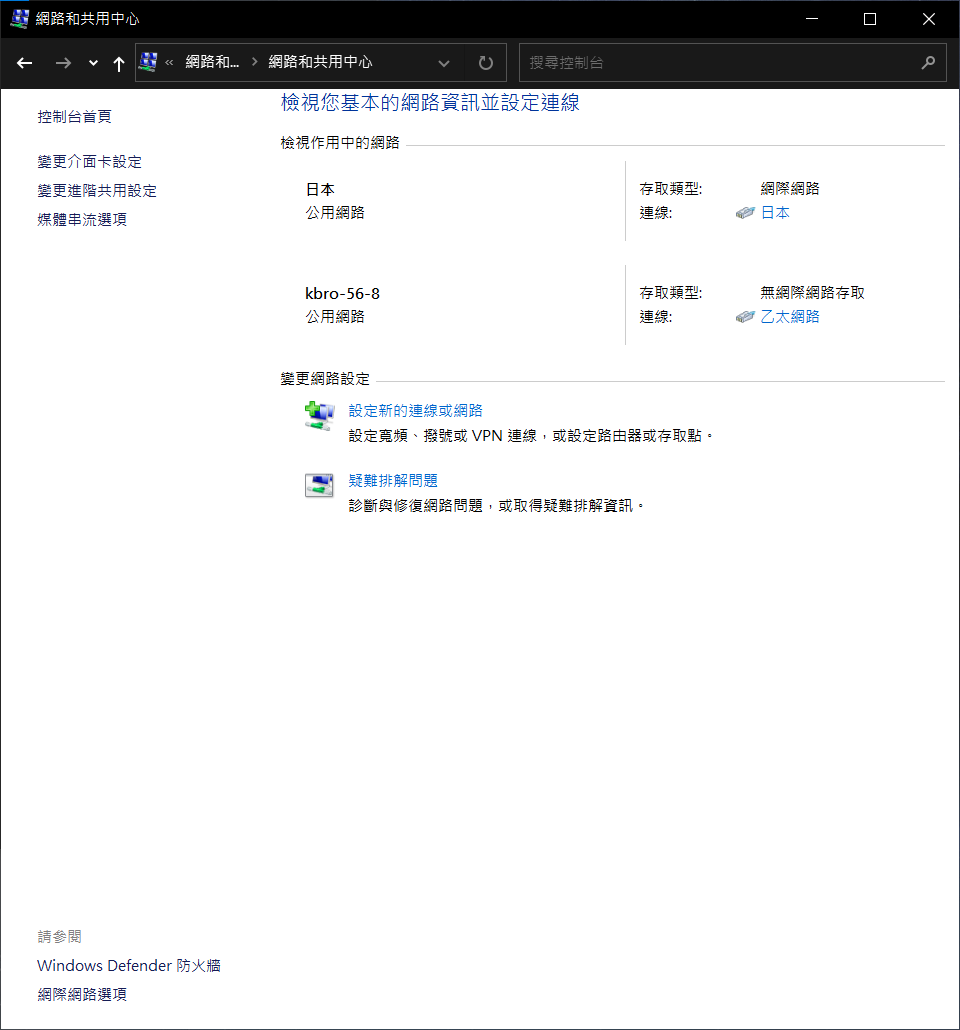 網路和共用中心
« 網路和... > 網路和共用中心
搜尋控制台
控制台首頁
變更介面卡設定
變更進階共用設定
媒體串流選項
檢視您基本的網路資訊並設定連線
檢視作用中的網路
日本
公用網路
存取類型: 網際網路
連線: 日本
kbro-56-8
公用網路
存取類型: 無網際網路存取
連線: 乙太網路
變更網路設定
設定新的連線或網路
設定寬頻、撥號或 VPN 連線，或設定路由器或存取點。
疑難排解問題
診斷與修復網路問題，或取得疑難排解資訊。
請參閱
Windows Defender 防火牆
網際網路選項